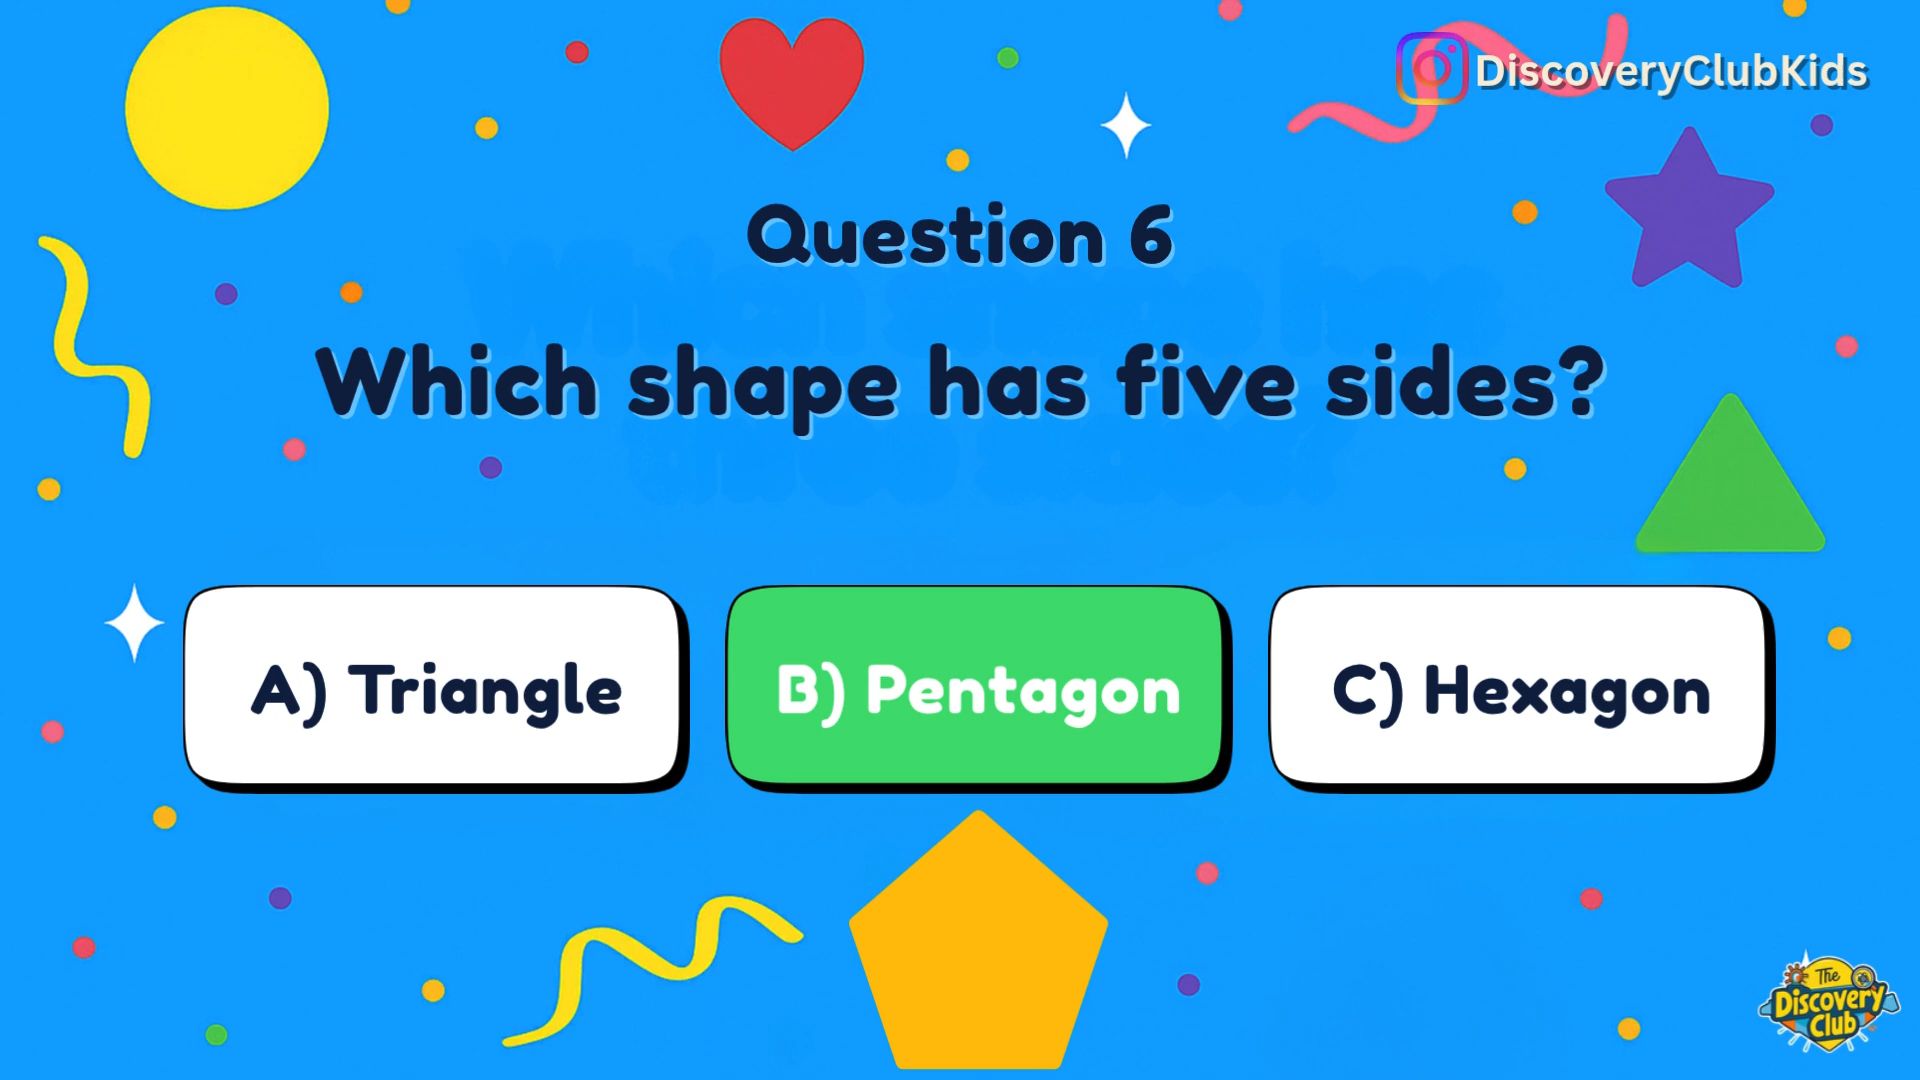 DiscoveryClubKids
Question 6
Which shape has five sides?
A) Triangle
B) Pentagon
C) Hexagon
The
Discovery
Club